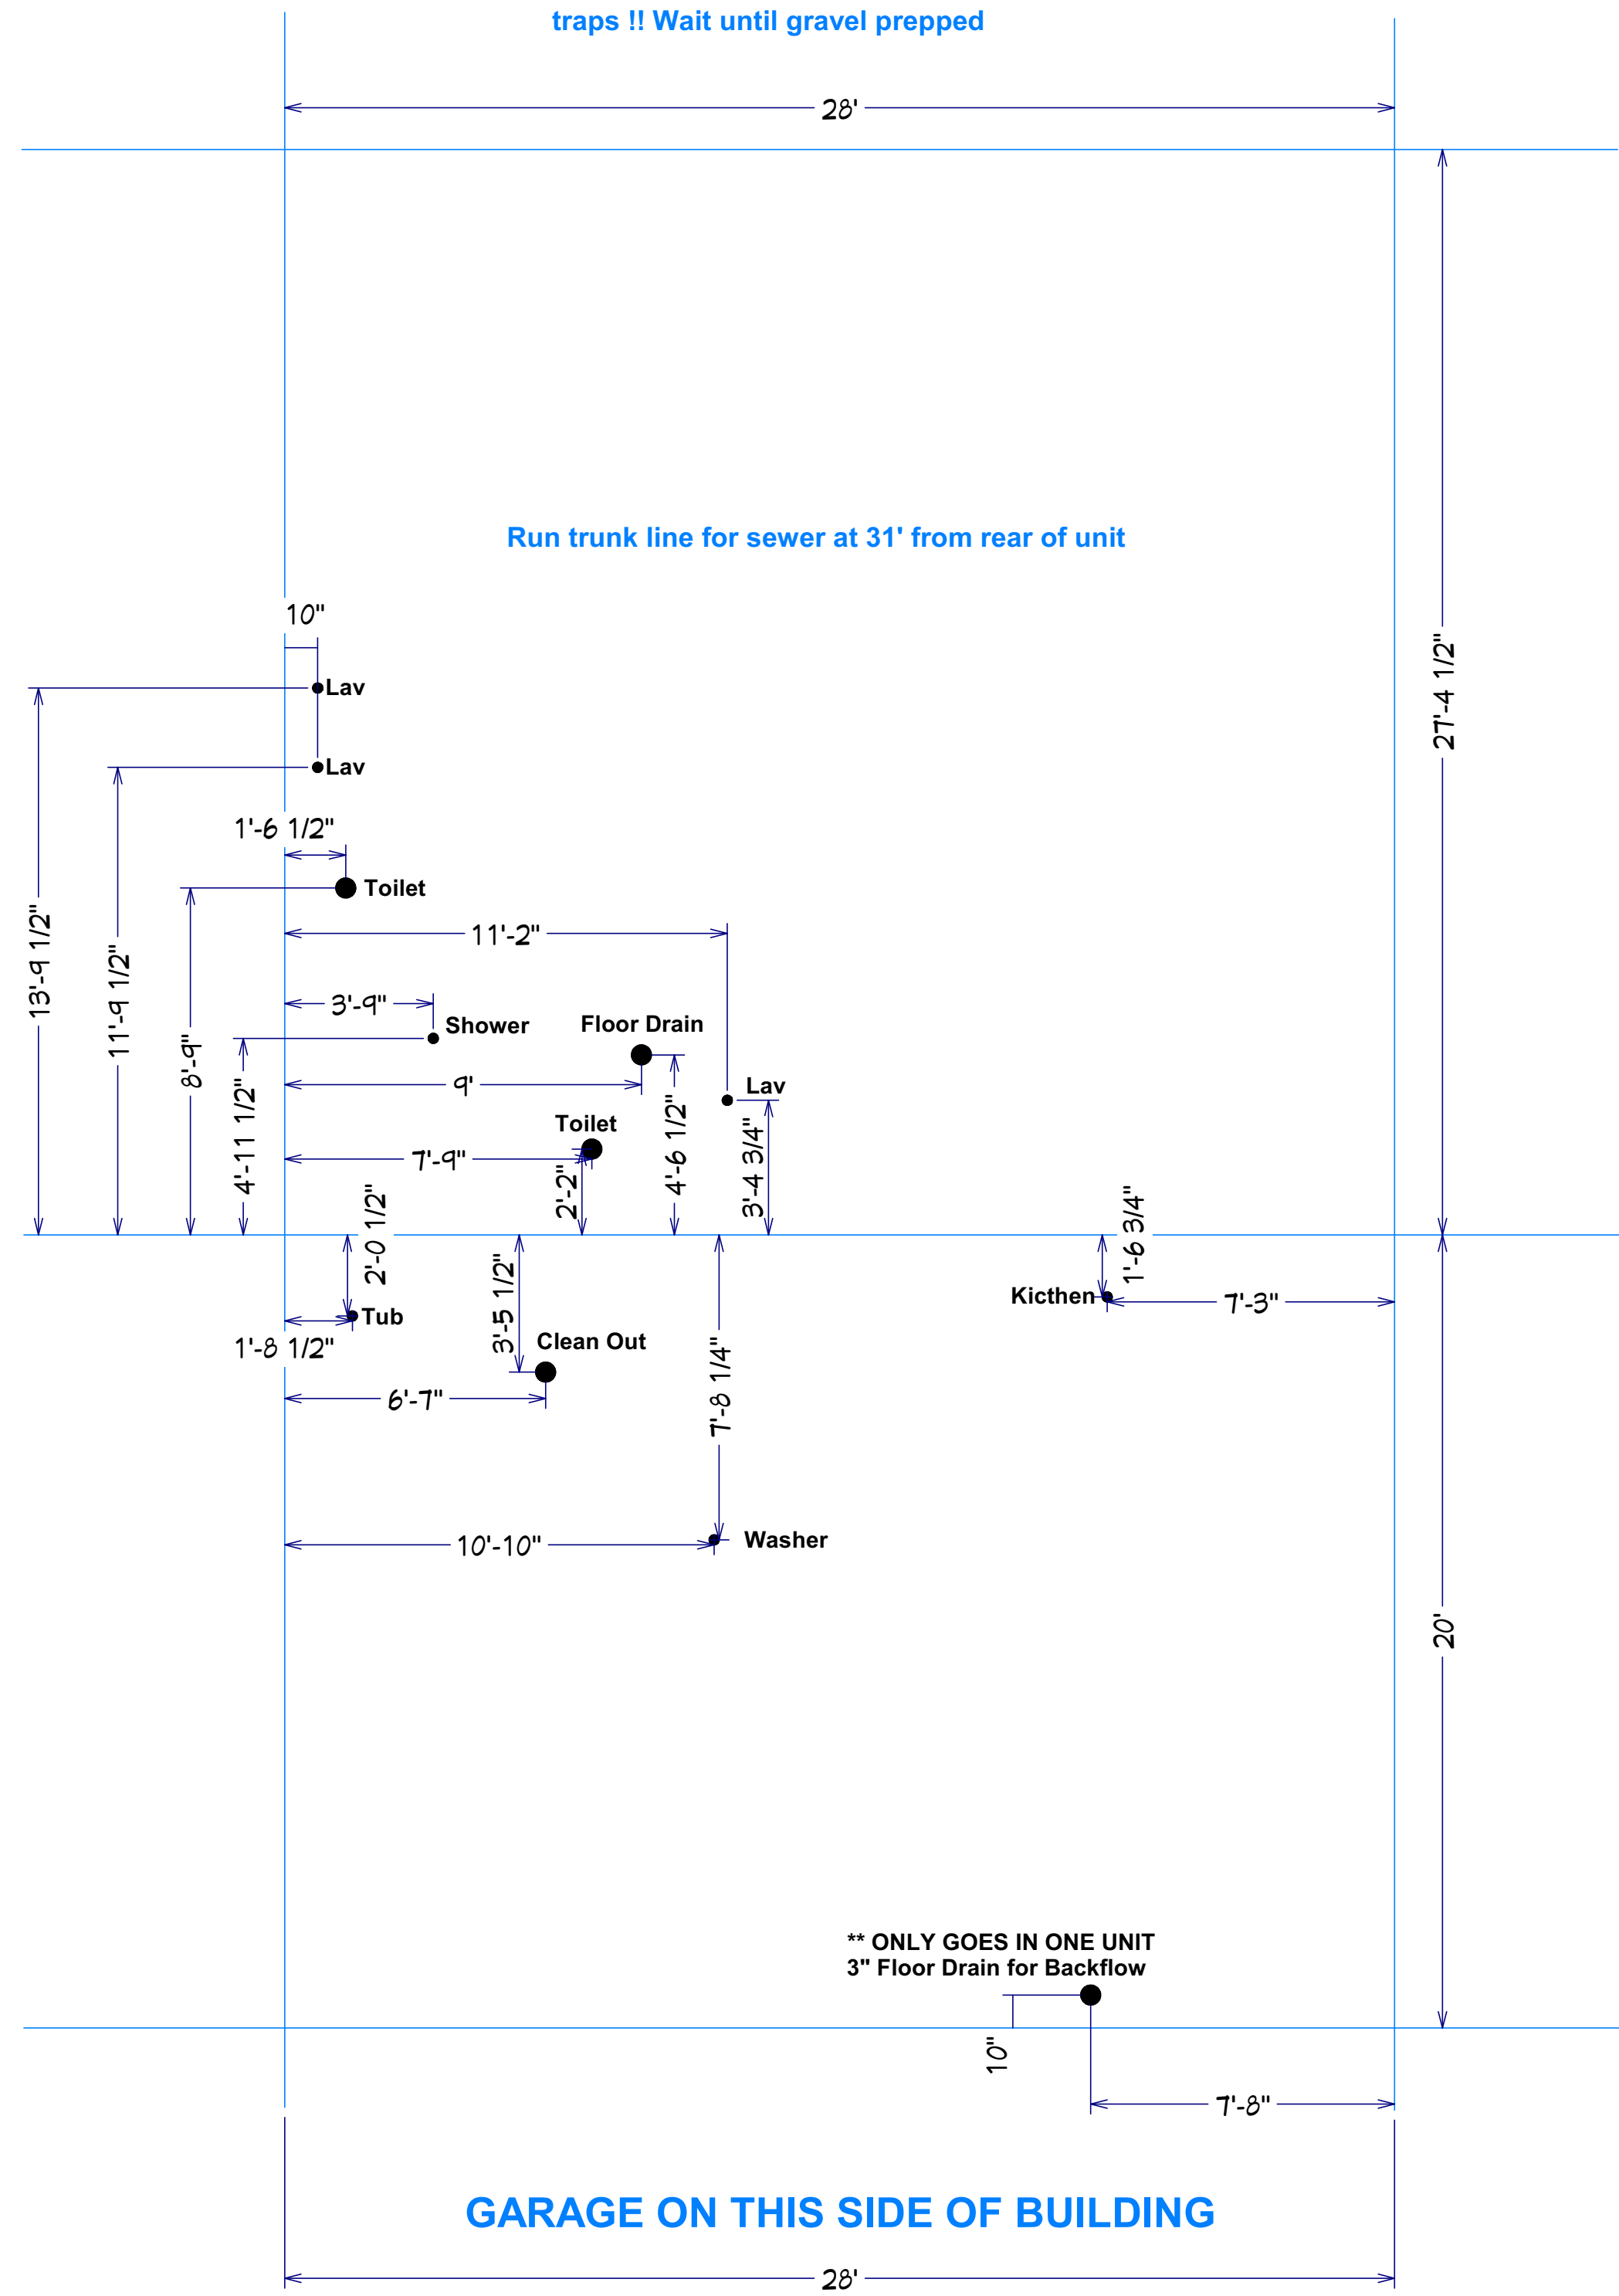 traps !! Wait until gravel prepped
28'
Run trunk line for sewer at 31' from rear of unit
10"
Lav
27'-4 1/2"
Lav
1'-6 1/2"
Toilet
13'-9 1/2"
11'-9 1/2"
11'-2"
8'-9"
3'-9"
Shower
Floor Drain
9'
Lav
4'-11 1/2"
Toilet
4'-6 1/2"
3'-4 3/4"
7'-9"
2'-2"
2'-0 1/2"
1'-6 3/4"
Kicthen
7'-3"
Tub
3'-5 1/2"
1'-8 1/2"
Clean Out
7'-8 1/4"
6'-7"
10'-10"
Washer
20'
** ONLY GOES IN ONE UNIT
3" Floor Drain for Backflow
10"
7'-8"
GARAGE ON THIS SIDE OF BUILDING
28'